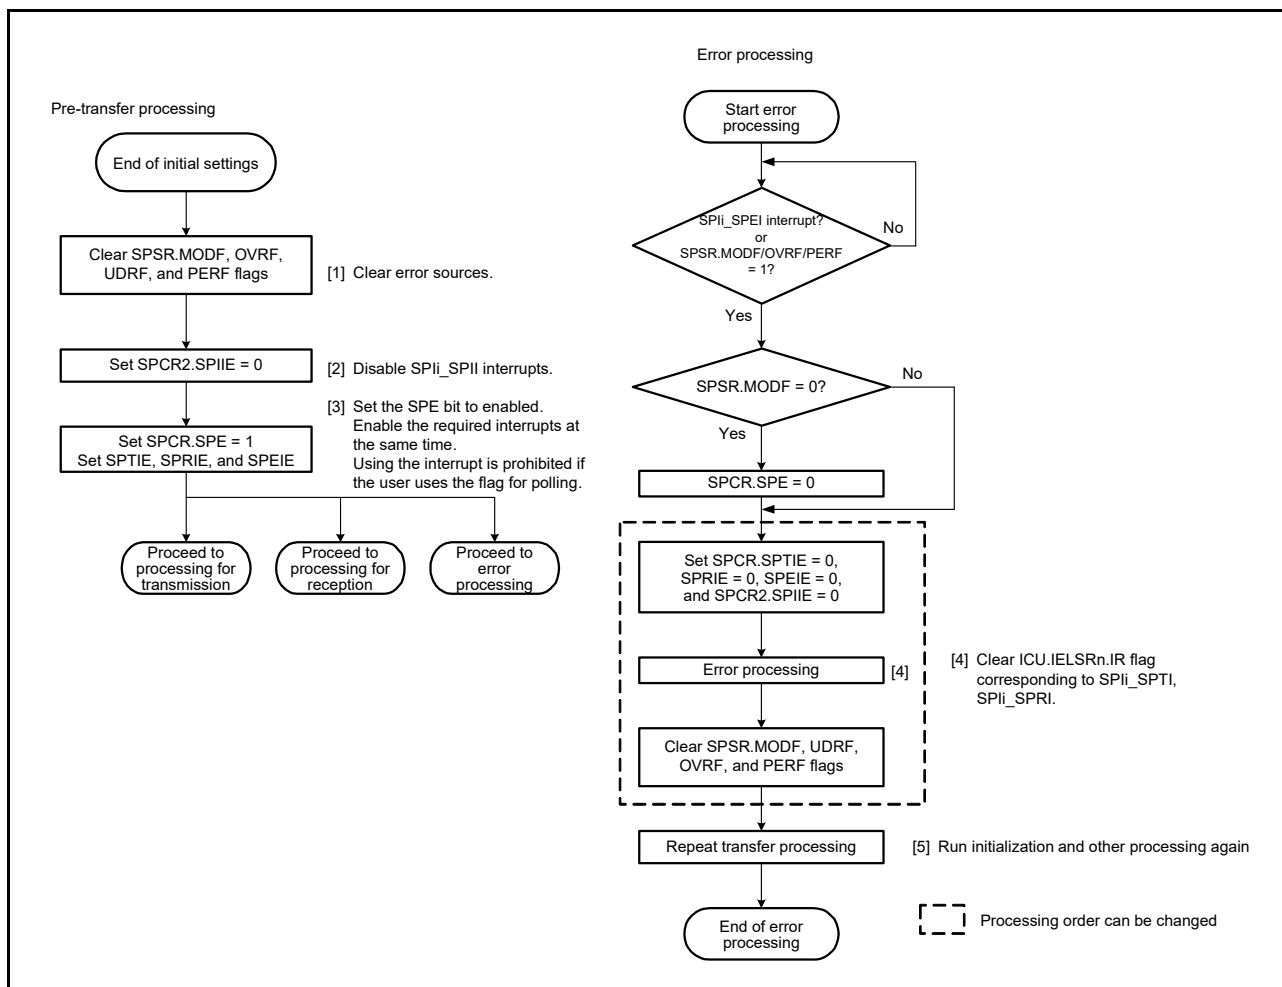 Pre-transfer processing
End of initial settings
Clear SPSR.MODF, OVRF,
UDRF, and PERF flags
[1] Clear error sources.
Set SPCR2.SPIIE = 0
[2] Disable SPIi_SPII interrupts.
Set SPCR.SPE = 1
Set SPTIE, SPRIE, and SPEIE
[3] Set the SPE bit to enabled.
Enable the required interrupts at
the same time.
Using the interrupt is prohibited if
the user uses the flag for polling.
Proceed to
processing for
transmission
Proceed to
processing for
reception
Proceed to
error
processing
Error processing
Start error
processing
SPIi_SPEI interrupt?
or
SPSR.MODF/OVRF/PERF
= 1?
No
Yes
SPSR.MODF = 0?
No
Yes
SPCR.SPE = 0
Set SPCR.SPTIE = 0,
SPRIE = 0, SPEIE = 0,
and SPCR2.SPIIE = 0
Error processing
[4]
[4] Clear ICU.IELSRn.IR flag
corresponding to SPIi_SPTI,
SPIi_SPRI.
Clear SPSR.MODF, UDRF,
OVRF, and PERF flags
Repeat transfer processing
[5] Run initialization and other processing again
End of error
processing
Processing order can be changed